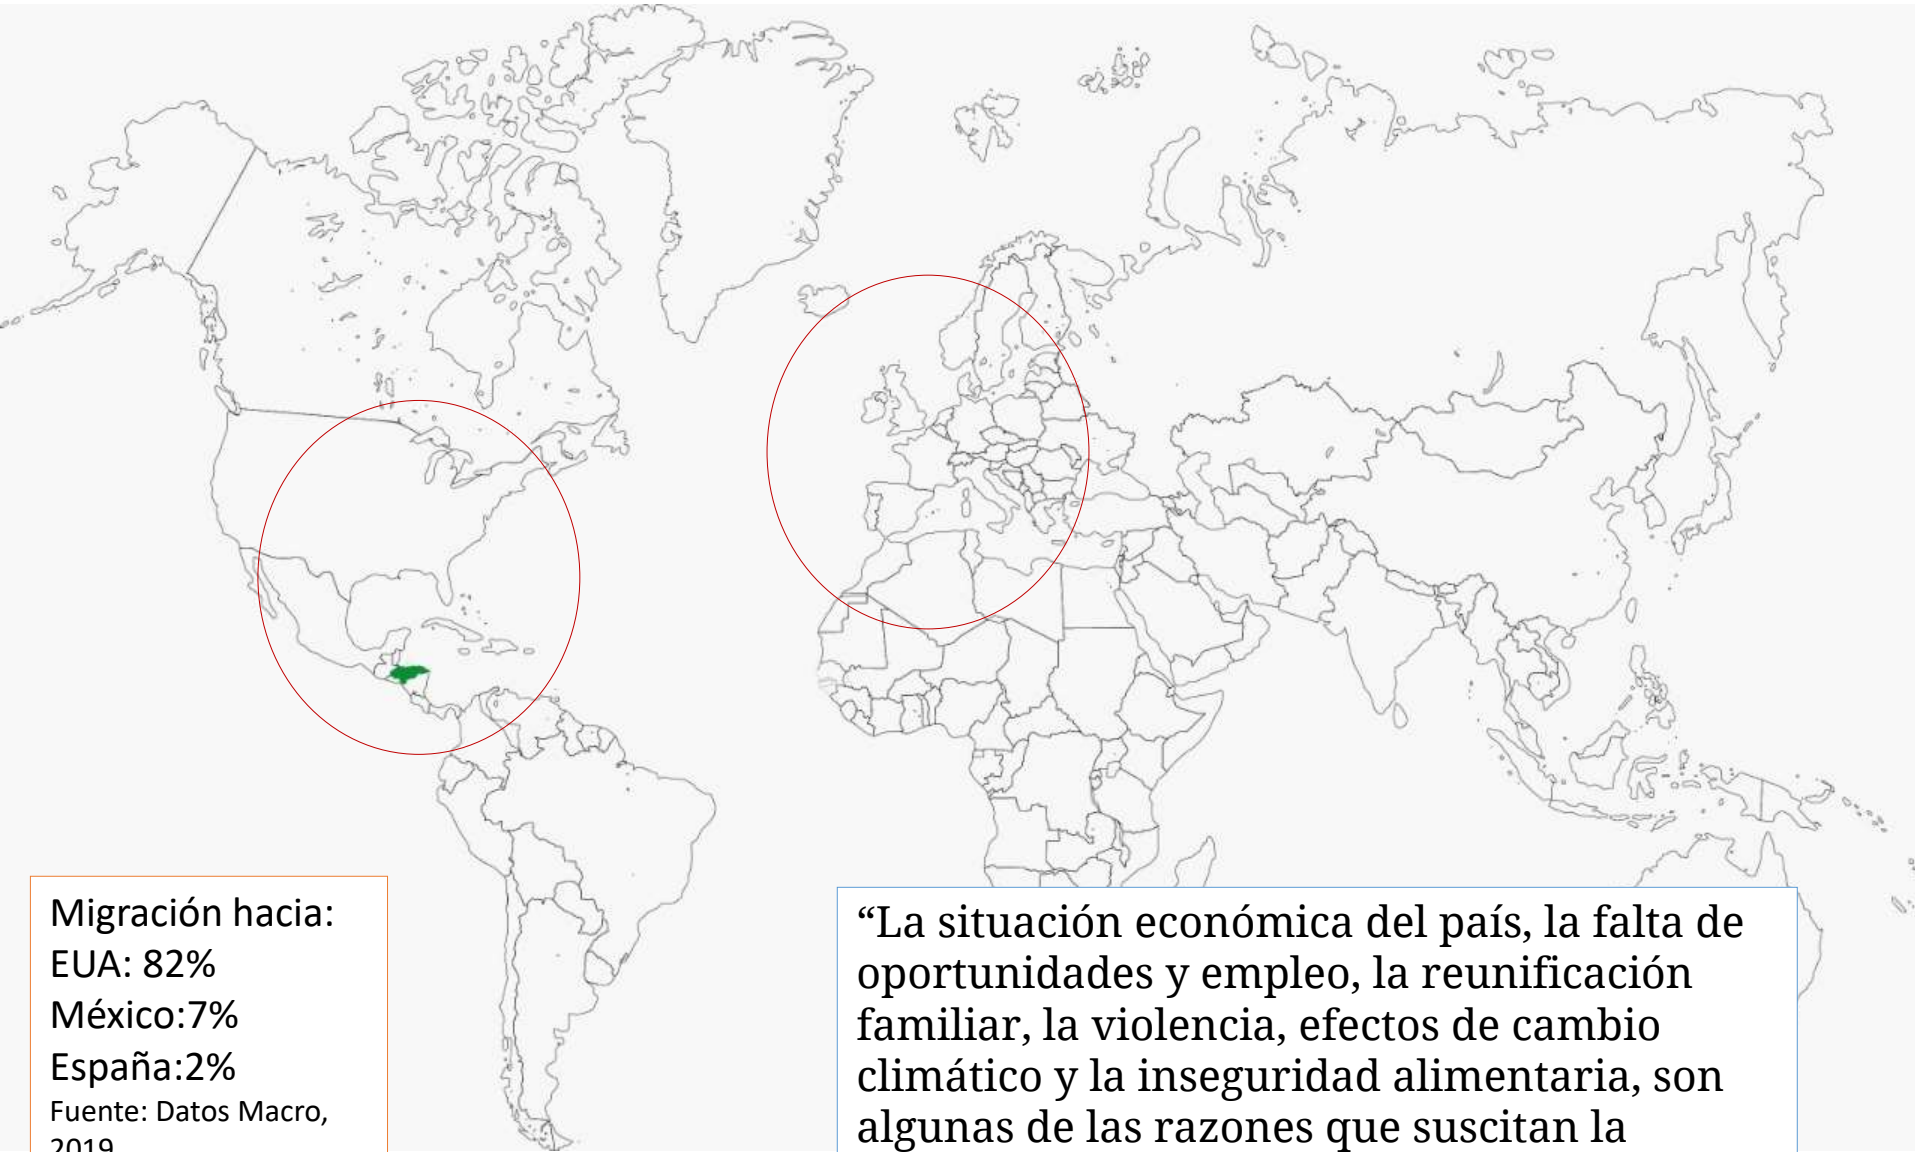 Migración hacia:
EUA: 82%
México:7%
España:2%
Fuente: Datos Macro,
2019
“La situación económica del país, la falta de
oportunidades y empleo, la reunificación
familiar, la violencia, efectos de cambio
climático y la inseguridad alimentaria, son
algunas de las razones que suscitan la